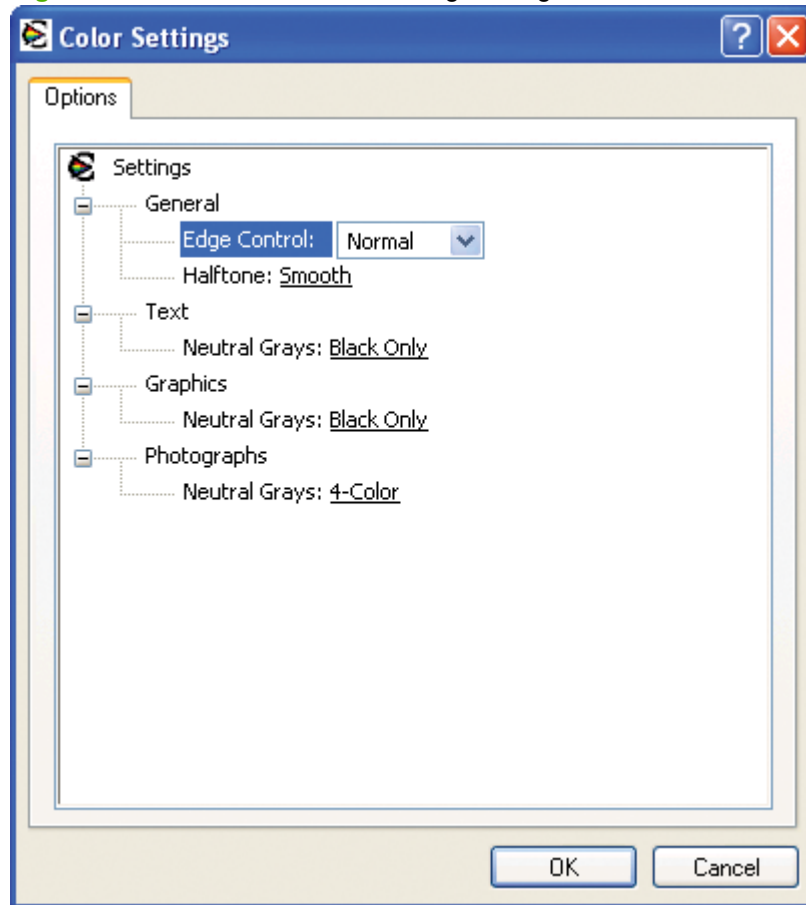 Color Settings
Options
Settings
General
Edge Control: Normal
Halftone: Smooth
Text
Neutral Grays: Black Only
Graphics
Neutral Grays: Black Only
Photographs
Neutral Grays: 4-Color
OK Cancel